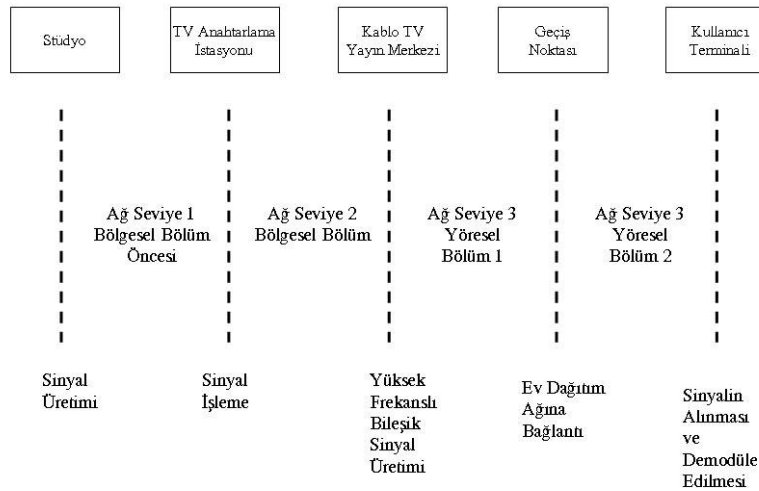 Stüdyo
TV Anahtarlama
İstasyonu
Kablo TV
Yayın Merkezi
Geçiş
Noktası
Kullanıcı
Terminali
Ağ Seviye 1
Bölgesel Bölüm
Öncesi
Ağ Seviye 2
Bölgesel Bölüm
Ağ Seviye 3
Yöresel
Bölüm 1
Ağ Seviye 3
Yöresel
Bölüm 2
Sinyal
Üretimi
Sinyal
İşleme
Yüksek
Frekanslı
Bileşik
Sinyal
Üretimi
Ev Dağıtım
Ağına
Bağlantı
Sinyalin
Alınması
ve
Demodüle
Edilmesi